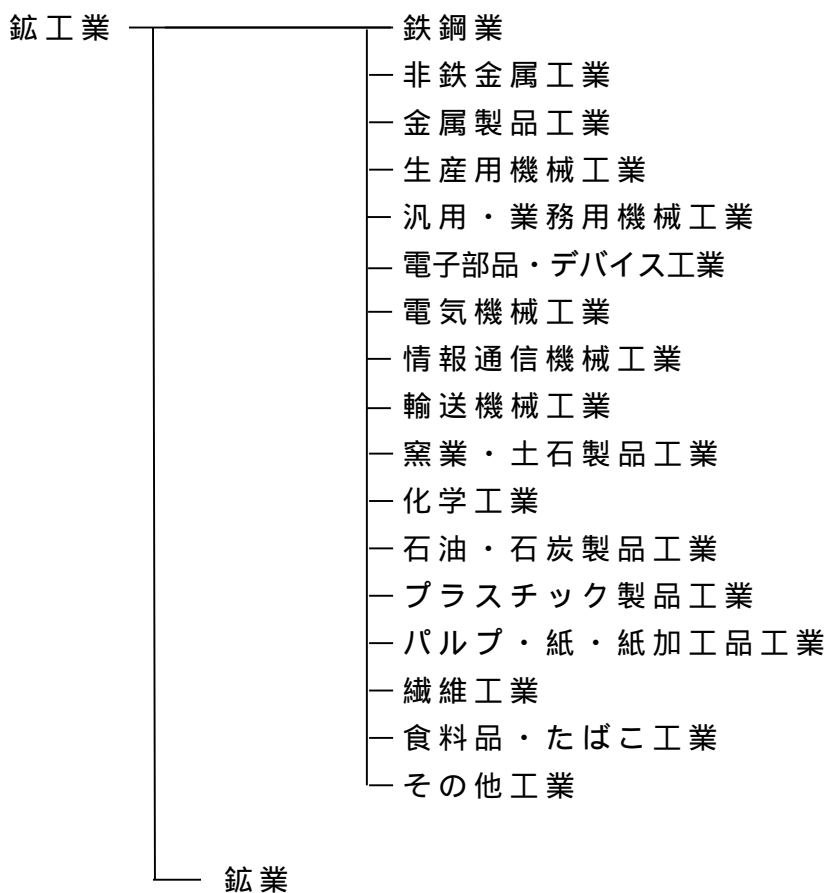 鉱工業 鉄鋼業
非鉄金属工業
金属製品工業
生産用機械工業
汎用・業務用機械工業
電子部品・デバイス工業
電気機械工業
情報通信機械工業
輸送機械工業
窯業・土石製品工業
化学工業
石油・石炭製品工業
プラスチック製品工業
パルプ・紙・紙加工品工業
繊維工業
食料品・たばこ工業
その他工業
鉱業